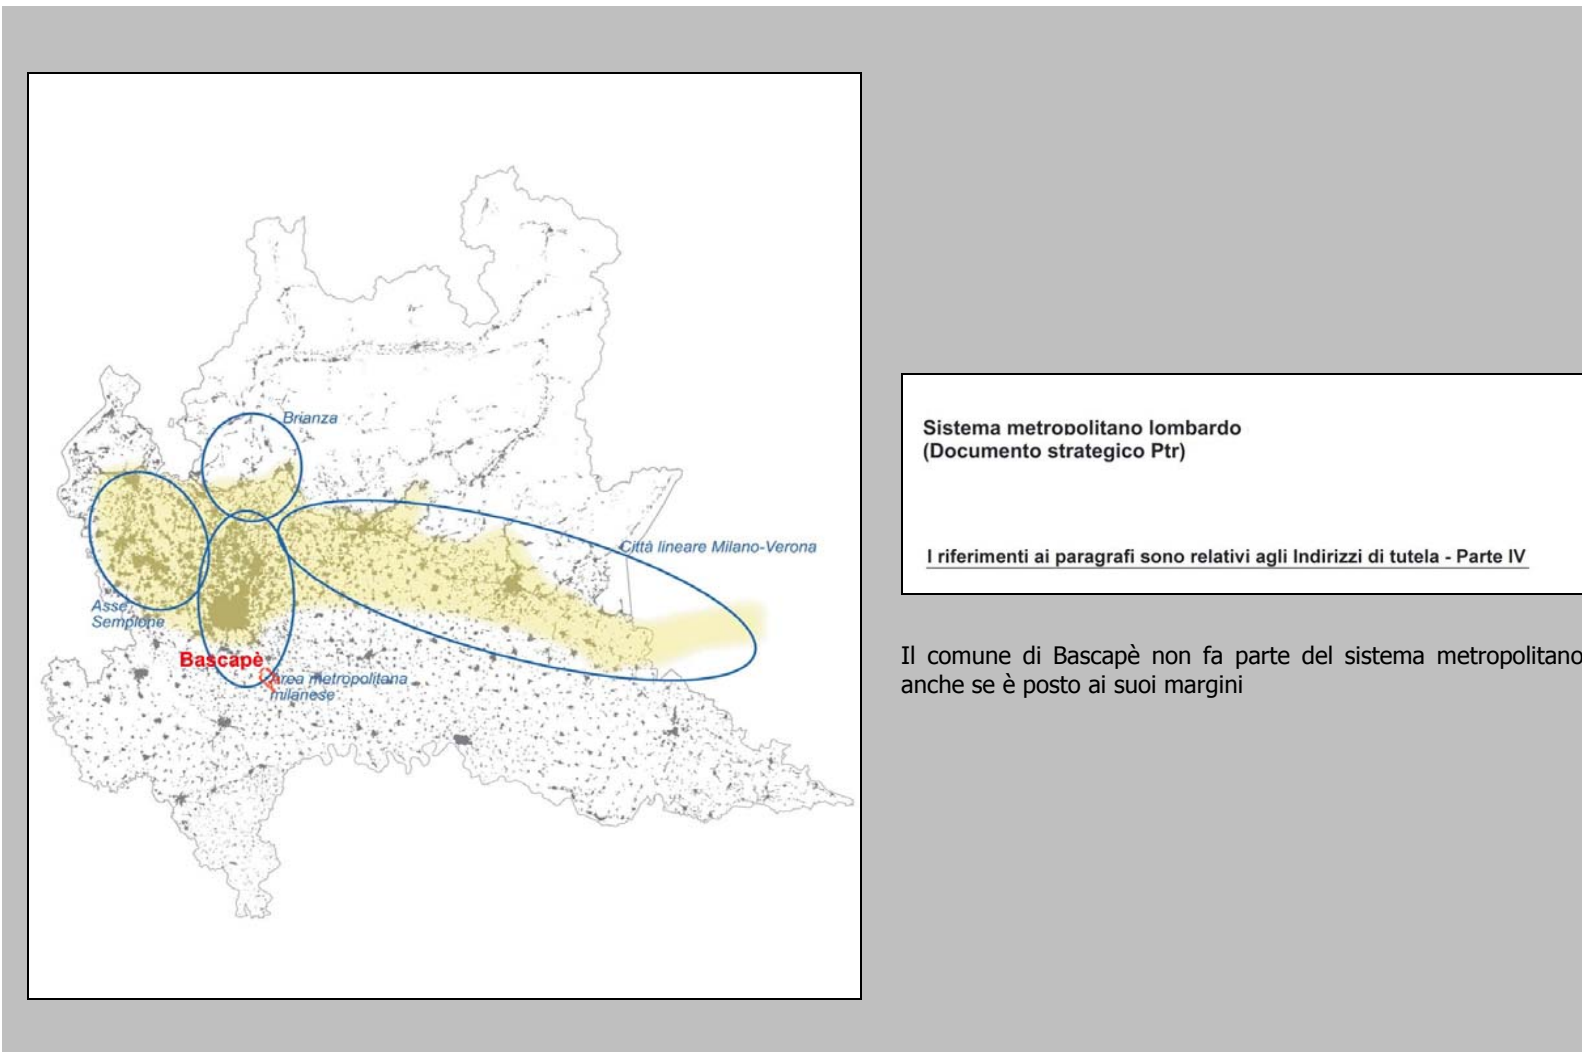 Brianza
Città lineare Milano-Verona
Asse
Sempione
Bascapè
Area metropolitana
milanese
Sistema metropolitano lombardo
(Documento strategico Ptr)
I riferimenti ai paragrafi sono relativi agli Indirizzi di tutela - Parte IV
Il comune di Bascapè non fa parte del sistema metropolitano
anche se è posto ai suoi margini